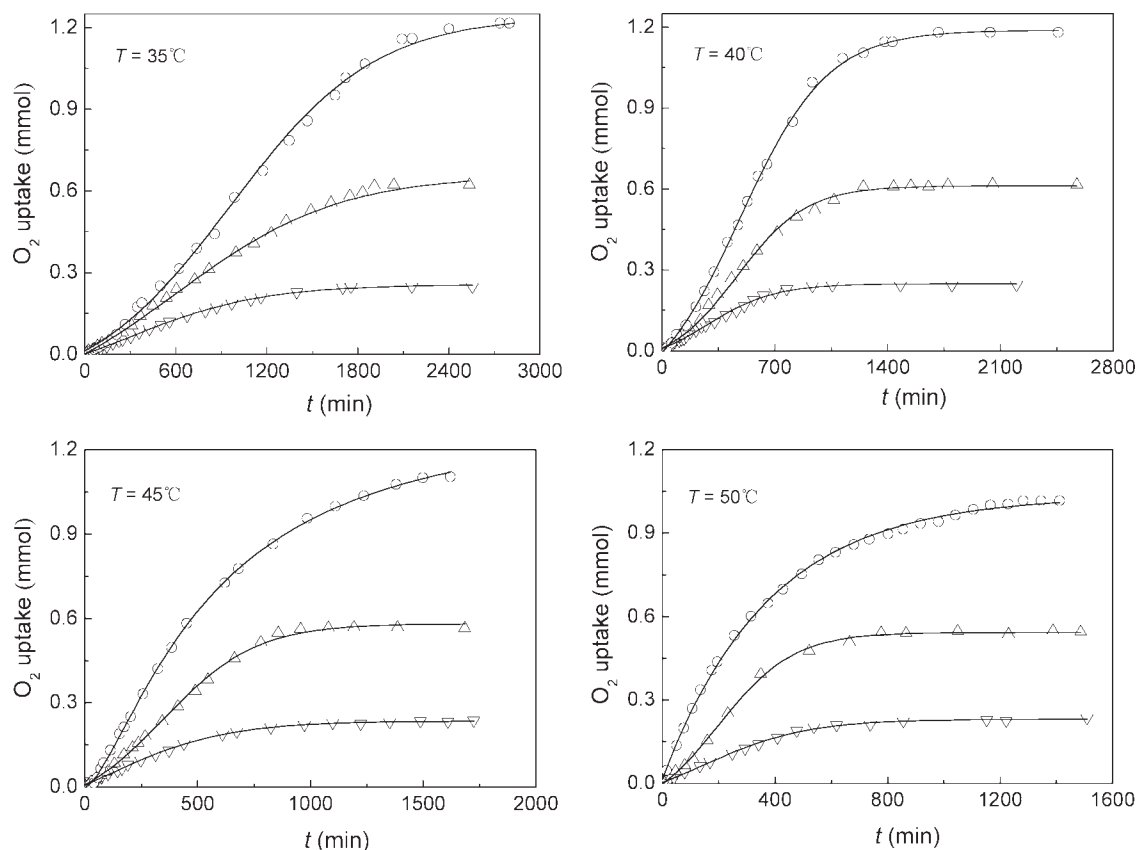 1.2
0.9
0.6
0.3
0.0
O₂ uptake (mmol)
T = 35℃
0 600 1200 1800 2400 3000
t (min)
1.2
0.9
0.6
0.3
0.0
O₂ uptake (mmol)
T = 40℃
0 700 1400 2100 2800
t (min)
1.2
0.9
0.6
0.3
0.0
O₂ uptake (mmol)
T = 45℃
0 500 1000 1500 2000
t (min)
1.2
0.9
0.6
0.3
0.0
O₂ uptake (mmol)
T = 50℃
0 400 800 1200 1600
t (min)